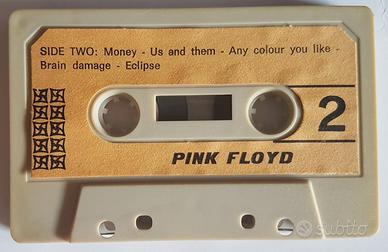 SIDE TWO: Money - Us and them - Any colour you like -
Brain damage - Eclipse
2
PINK FLOYD
subito